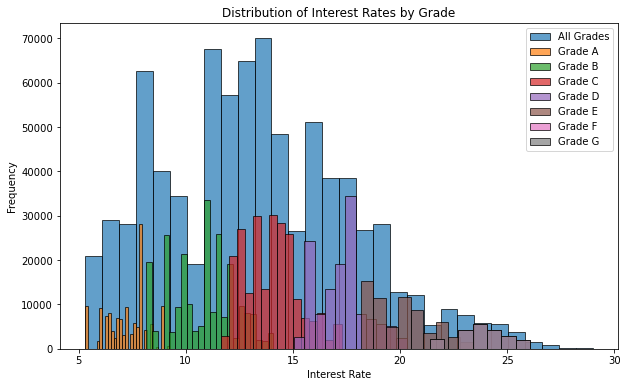 Distribution of Interest Rates by Grade
All Grades
Grade A
Grade B
Grade C
Grade D
Grade E
Grade F
Grade G
Frequency
70000
60000
50000
40000
30000
20000
10000
0
5
10
15
20
25
30
Interest Rate